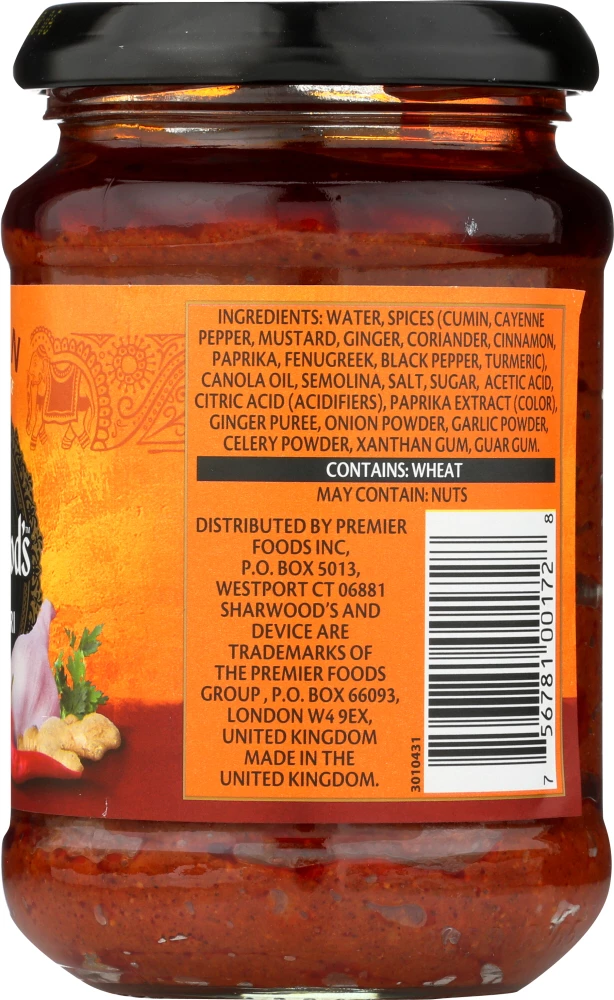 INGREDIENTS: WATER, SPICES (CUMIN, CAYENNE
PEPPER, MUSTARD, GINGER, CORIANDER, CINNAMON,
PAPRIKA, FENUGREEK, BLACK PEPPER, TURMERIC),
CANOLA OIL, SEMOLINA, SALT, SUGAR, ACETIC ACID,
CITRIC ACID (ACIDIFIERS), PAPRIKA EXTRACT (COLOR),
GINGER PUREE, ONION POWDER, GARLIC POWDER,
CELERY POWDER, XANTHAN GUM, GUAR GUM.
CONTAINS: WHEAT
MAY CONTAIN: NUTS
DISTRIBUTED BY PREMIER
FOODS INC,
P.O. BOX 5013,
WESTPORT CT 06881
SHARWOOD'S AND
DEVICE ARE
TRADEMARKS OF
THE PREMIER FOODS
GROUP , P.O. BOX 66093,
LONDON W4 9EX,
UNITED KINGDOM
MADE IN THE
UNITED KINGDOM.
3010431
7 56781 00172 8